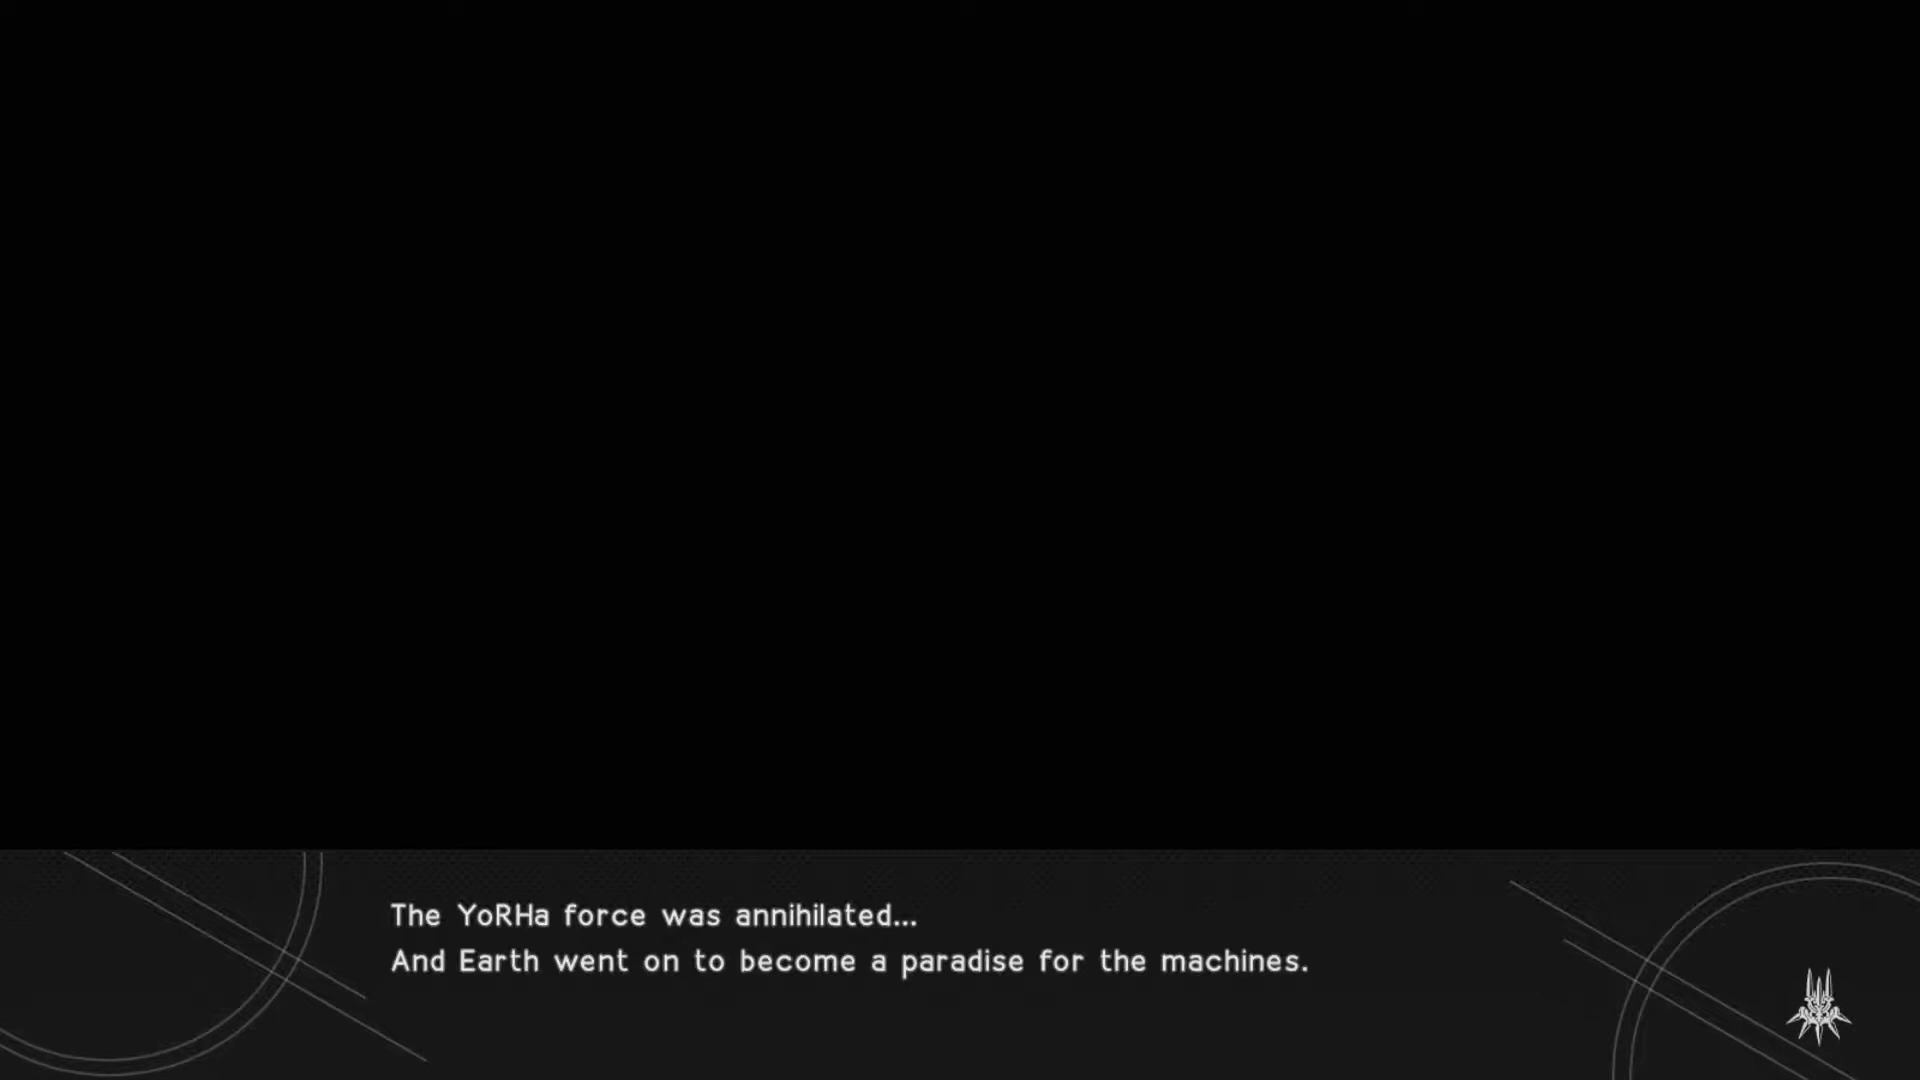 The YoRHa force was annihilated...
And Earth went on to become a paradise for the machines.